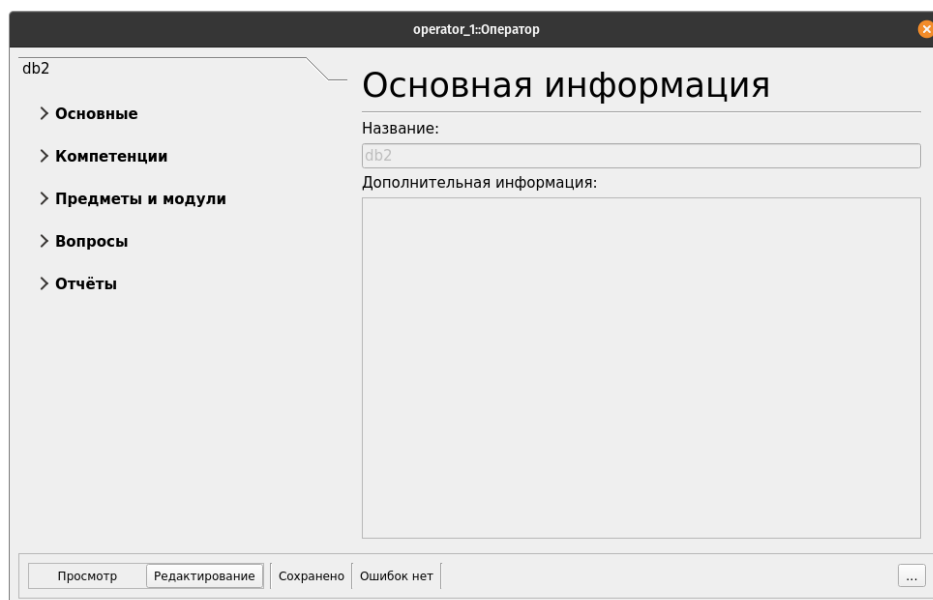 operator_1::Оператор
db2
Основные
Компетенции
Предметы и модули
Вопросы
Отчёты
Основная информация
Название:
db2
Дополнительная информация:
Просмотр Редактирование Сохранено Ошибок нет ...